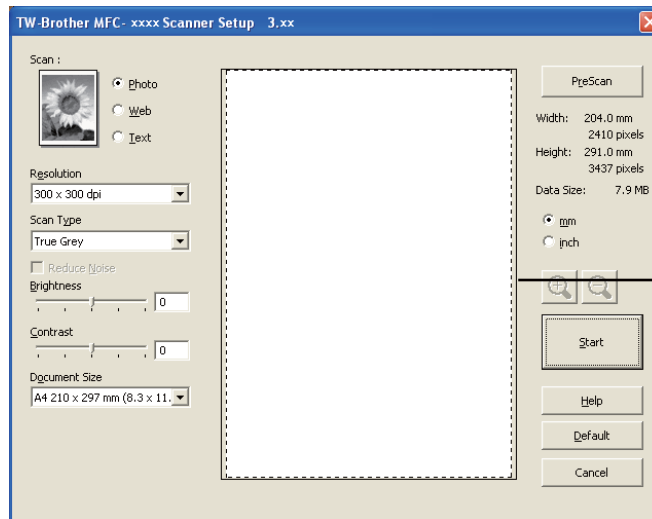 TW-Brother MFC- xxxx Scanner Setup 3.xx
Scan :
Photo
Web
Text
Resolution
300 x 300 dpi
Scan Type
True Grey
Reduce Noise
Brightness
0
Contrast
0
Document Size
A4 210 x 297 mm (8.3 x 11.
PreScan
Width: 204.0 mm
2410 pixels
Height: 291.0 mm
3437 pixels
Data Size: 7.9 MB
mm
inch
Start
Help
Default
Cancel